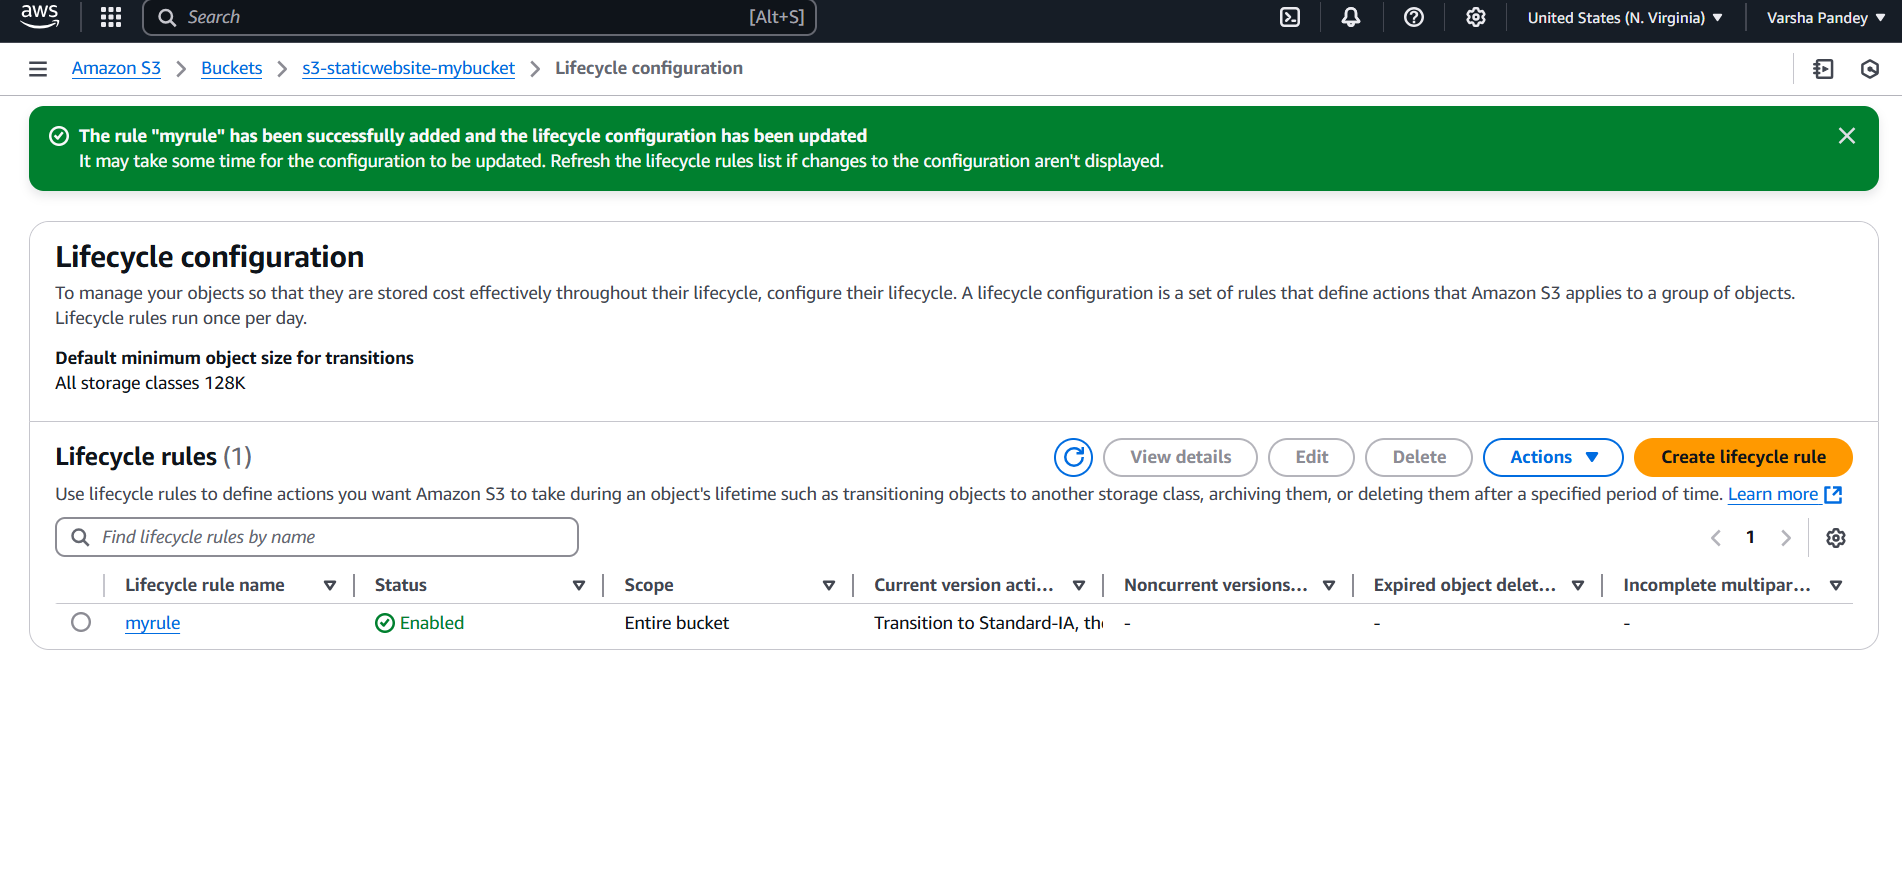 aws
Search [Alt+S]
United States (N. Virginia)
Varsha Pandey
Amazon S3 > Buckets > s3-staticwebsite-mybucket > Lifecycle configuration
The rule "myrule" has been successfully added and the lifecycle configuration has been updated
It may take some time for the configuration to be updated. Refresh the lifecycle rules list if changes to the configuration aren't displayed.
Lifecycle configuration
To manage your objects so that they are stored cost effectively throughout their lifecycle, configure their lifecycle. A lifecycle configuration is a set of rules that define actions that Amazon S3 applies to a group of objects.
Lifecycle rules run once per day.
Default minimum object size for transitions
All storage classes 128K
Lifecycle rules (1)
View details
Edit
Delete
Actions
Create lifecycle rule
Use lifecycle rules to define actions you want Amazon S3 to take during an object's lifetime such as transitioning objects to another storage class, archiving them, or deleting them after a specified period of time. Learn more
Find lifecycle rules by name
1
Lifecycle rule name Status Scope Current version acti... Noncurrent versions... Expired object delet... Incomplete multipar...
myrule Enabled Entire bucket Transition to Standard-IA, - - -